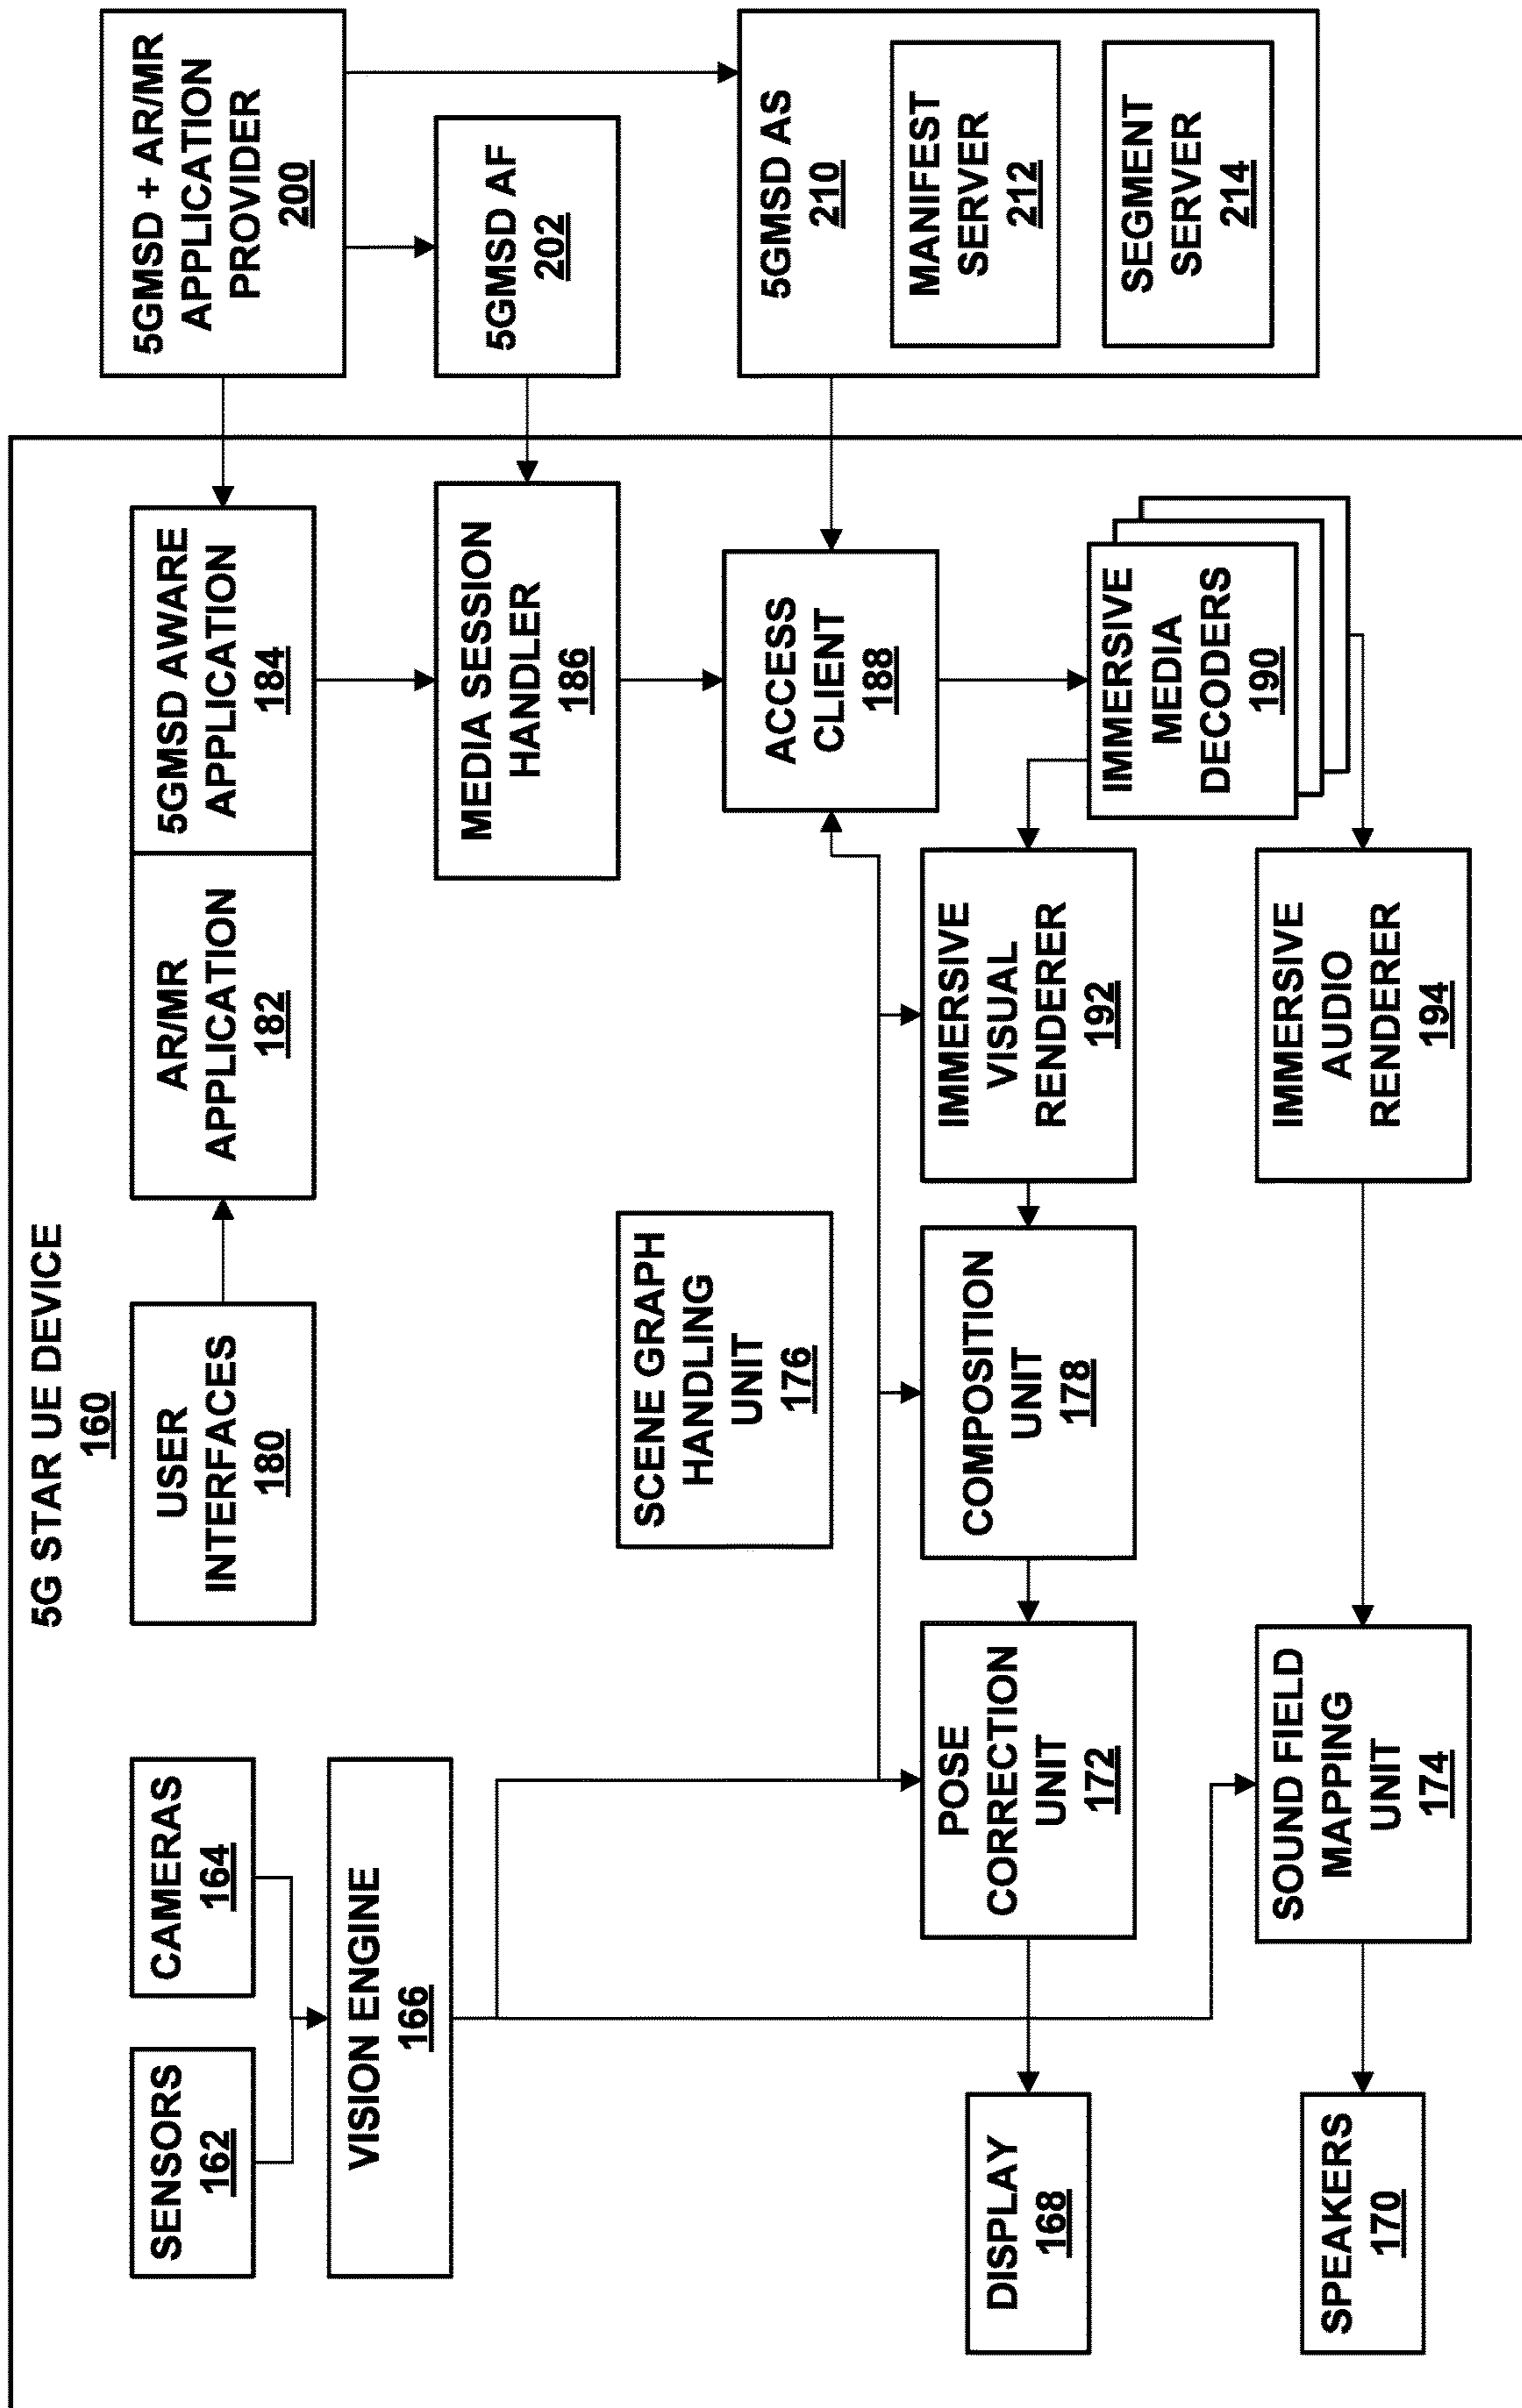 5G STAR UE DEVICE
160
SENSORS
162
CAMERAS
164
VISION ENGINE
166
USER
INTERFACES
180
AR/MR
APPLICATION
182
5GMSD AWARE
APPLICATION
184
5GMSD + AR/MR
APPLICATION
PROVIDER
200
MEDIA SESSION
HANDLER
186
5GMSD AF
202
SCENE GRAPH
HANDLING
UNIT
176
ACCESS
CLIENT
188
5GMSD AS
210
MANIFEST
SERVER
212
SEGMENT
SERVER
214
DISPLAY
168
POSE
CORRECTION
UNIT
172
COMPOSITION
UNIT
178
IMMERSIVE
VISUAL
RENDERER
192
IMMERSIVE
MEDIA
DECODERS
190
SPEAKERS
170
SOUND FIELD
MAPPING
UNIT
174
IMMERSIVE
AUDIO
RENDERER
194